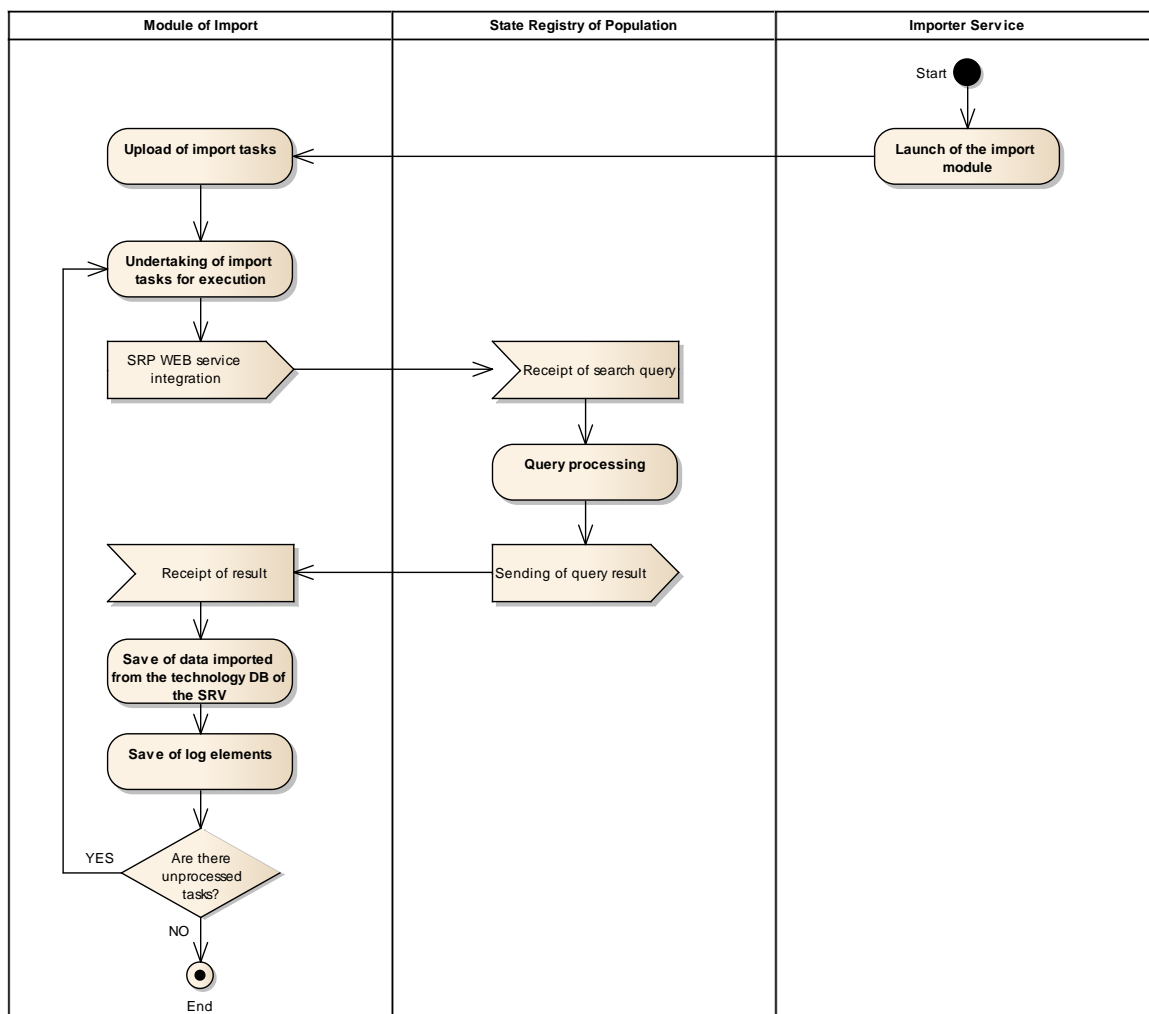 Module of Import
State Registry of Population
Importer Service
Start
Upload of import tasks
Launch of the import
module
Undertaking of import
tasks for execution
SRP WEB service
integration
Receipt of search query
Query processing
Receipt of result
Sending of query result
Save of data imported
from the technology DB of
the SRV
Save of log elements
YES
Are there
unprocessed
tasks?
NO
End